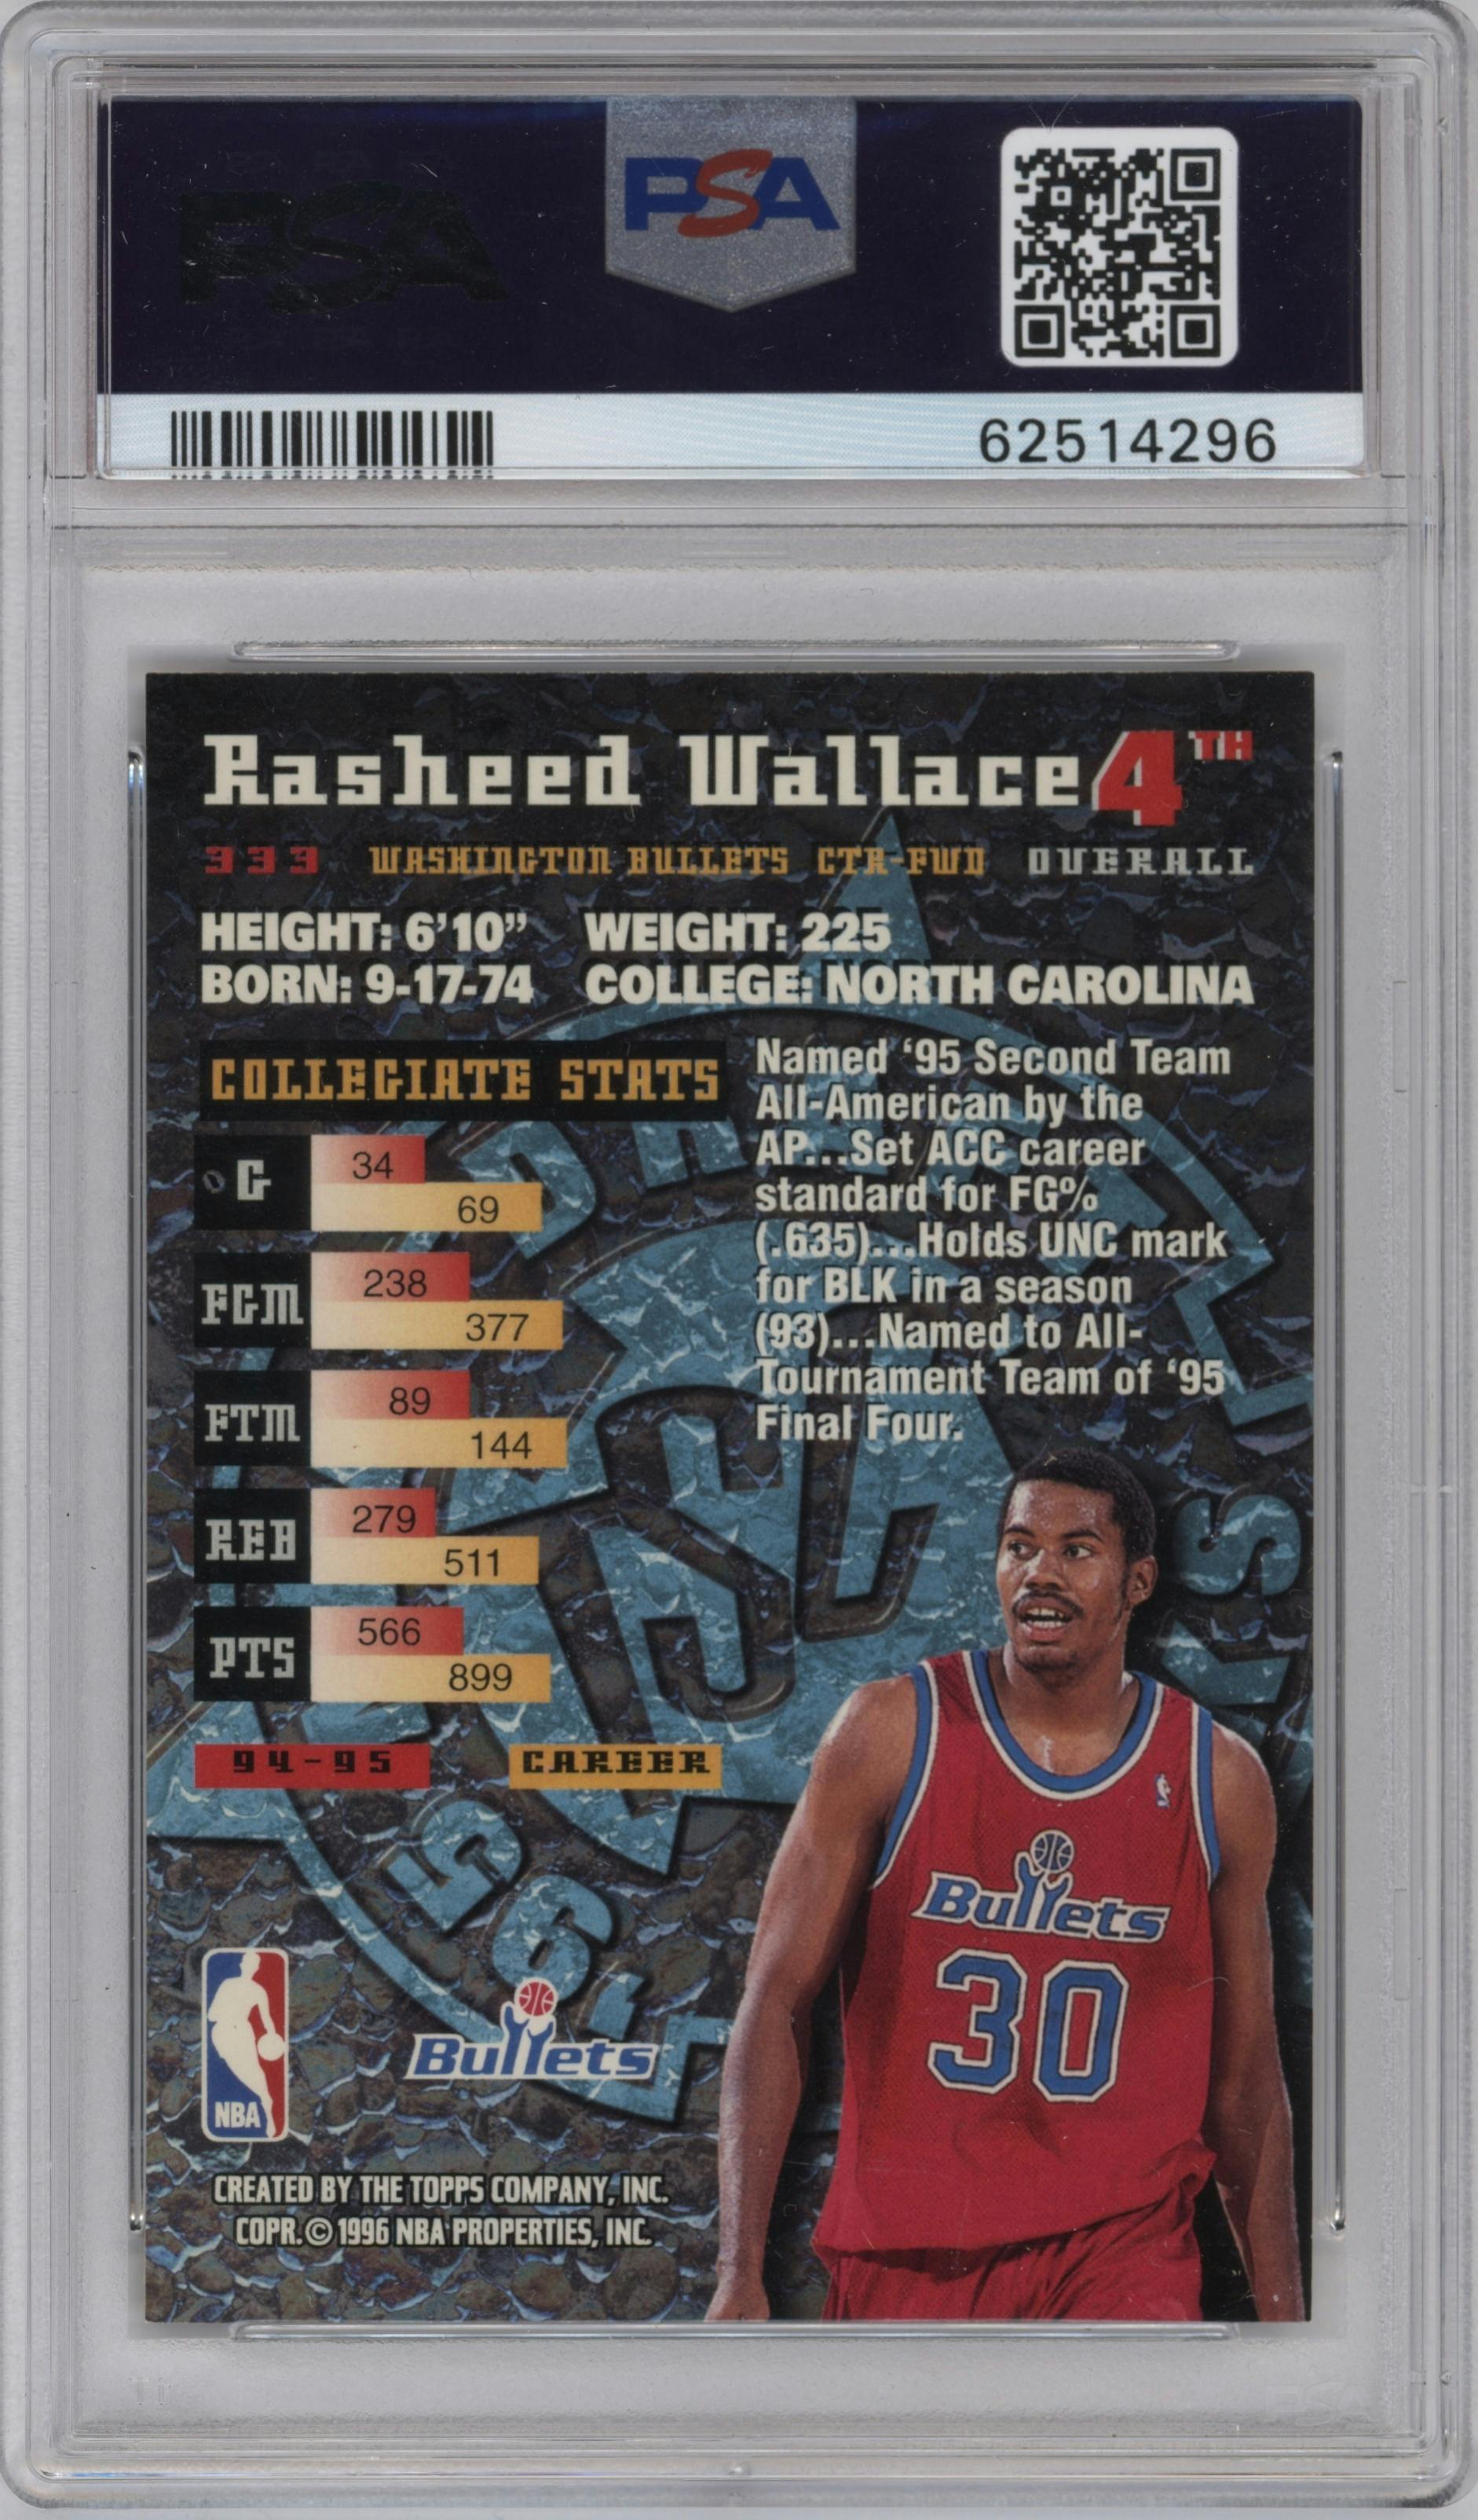 PSA
PSA
62514296
Rasheed Wallace 4TH
333 WASHINGTON BULLETS CTR-FWD OVERALL
HEIGHT: 6'10” WEIGHT: 225
BORN: 9-17-74 COLLEGE: NORTH CAROLINA
COLLEGIATE STATS
G 34
69
FGM 238
377
FTM 89
144
REB 279
511
PTS 566
899
94-95 CAREER
Named ‘95 Second Team
All-American by the
AP...Set ACC career
standard for FG%
(.635)...Holds UNC mark
for BLK in a season
(93)...Named to All-
Tournament Team of ‘95
Final Four.
Bullets
30
NBA
Bullets
CREATED BY THE TOPPS COMPANY, INC.
COPR. © 1996 NBA PROPERTIES, INC.